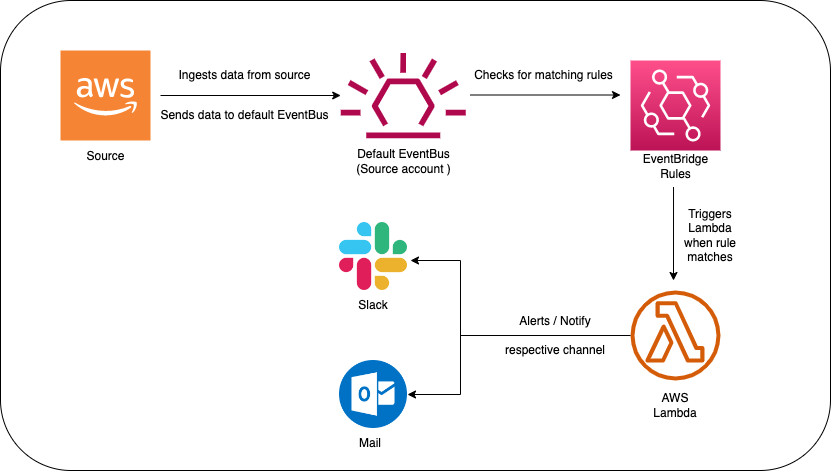 aws
Source
Ingests data from source
Sends data to default EventBus
Default EventBus
(Source account )
Checks for matching rules
EventBridge
Rules
Triggers
Lambda
when rule
matches
AWS
Lambda
Alerts / Notify
respective channel
Slack
O
Mail